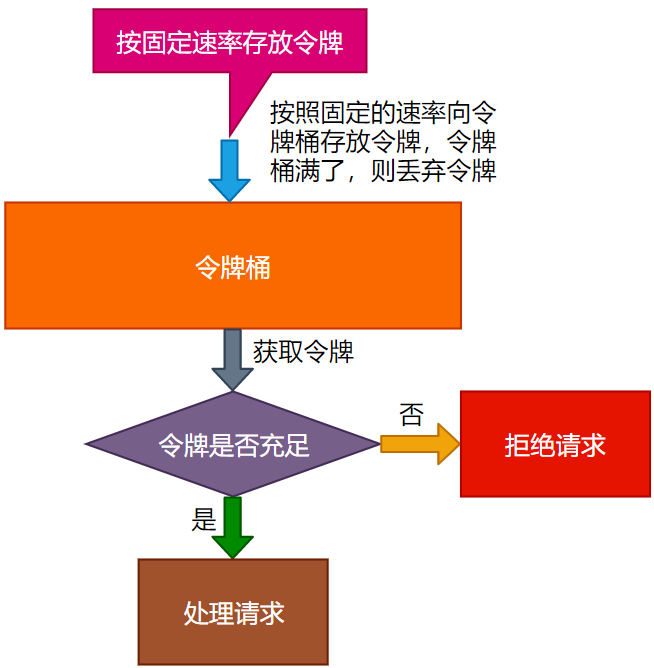 按固定速率存放令牌
按照固定的速率向令
牌桶存放令牌，令牌
桶满了，则丢弃令牌
令牌桶
获取令牌
令牌是否充足
否
拒绝请求
是
处理请求